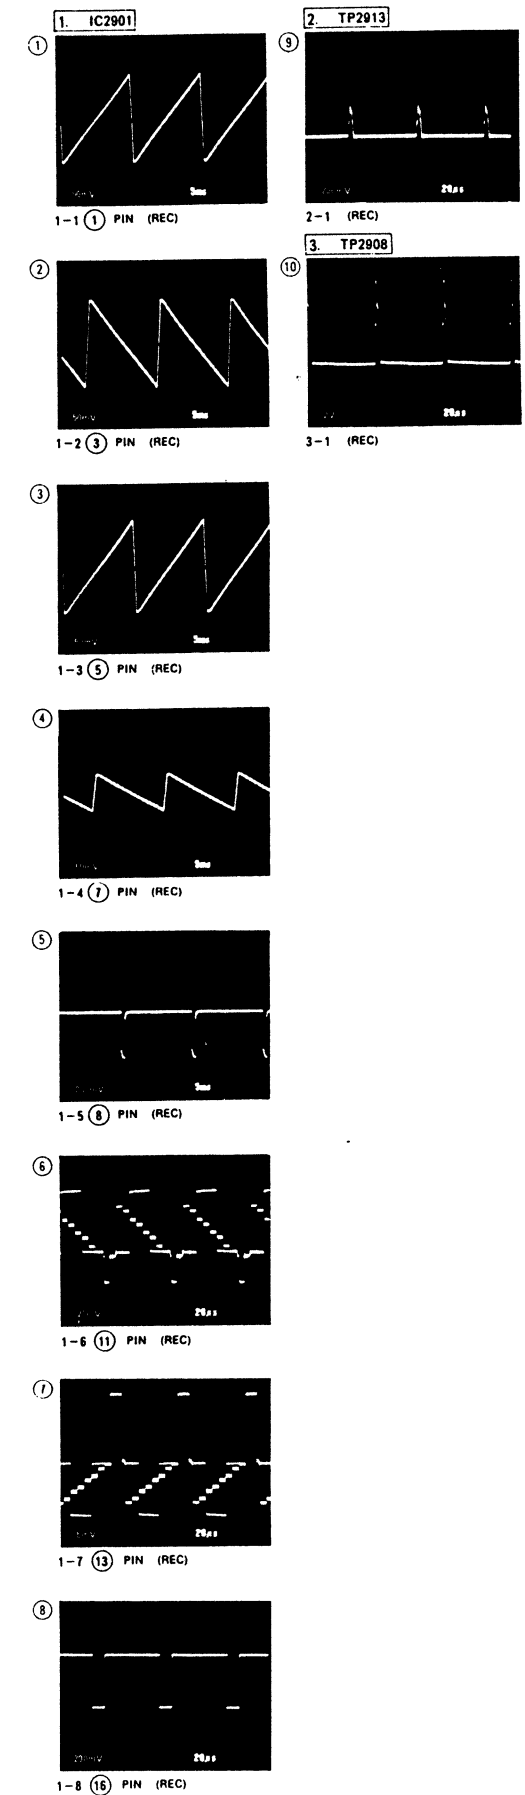 1. IC2901
①
5ms
1-1 ① PIN (REC)
②
50mV 5ms
1-2 ③ PIN (REC)
③
5ms
1-3 ⑤ PIN (REC)
④
5ms
1-4 ⑦ PIN (REC)
⑤
5ms
1-5 ⑧ PIN (REC)
⑥
20µs
1-6 ⑪ PIN (REC)
⑦
20µs
1-7 ⑬ PIN (REC)
⑧
200mV 20µs
1-8 ⑯ PIN (REC)
2. TP2913
⑨
20µs
2-1 (REC)
3. TP2908
⑩
2V 20µs
3-1 (REC)